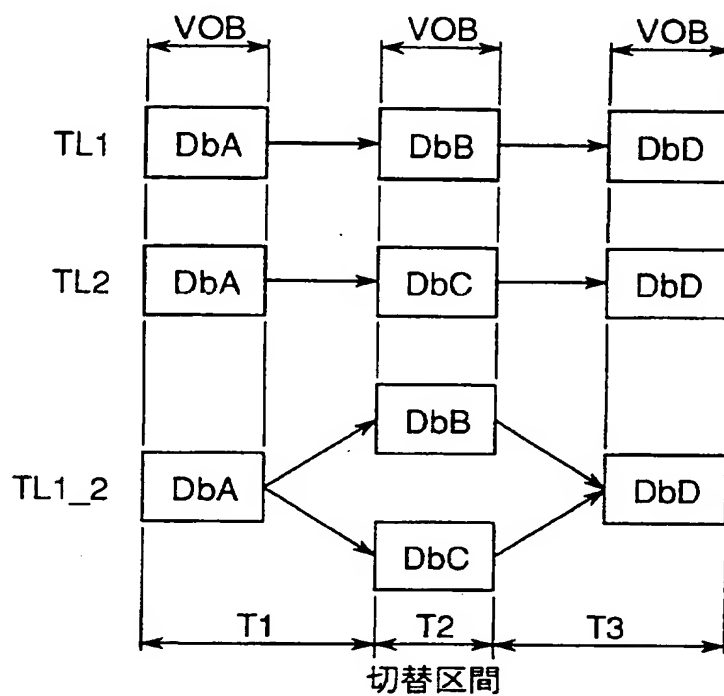 VOB VOB VOB
TL1 DbA DbB DbD
TL2 DbA DbC DbD
DbB
TL1_2 DbA DbD
DbC
T1 T2 T3
切替区間